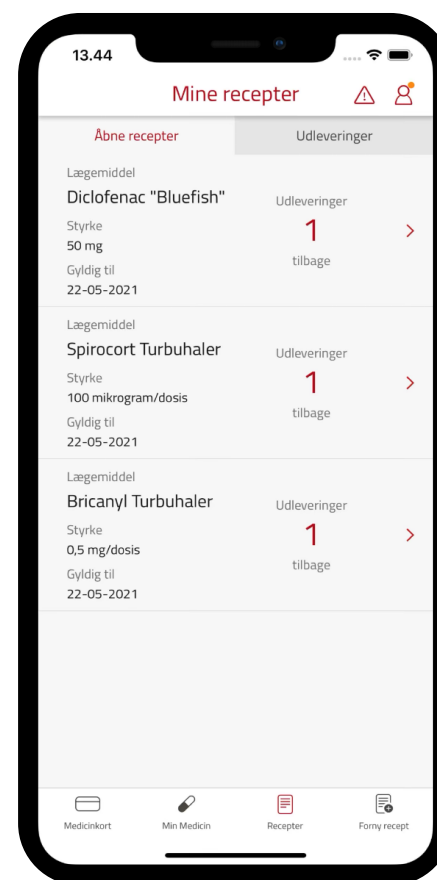 13.44
Mine recepter
Åbne recepter
Udleveringer
Lægemiddel
Diclofenac "Bluefish"
Styrke
50 mg
Gyldig til
22-05-2021
Udleveringer
1
tilbage
Lægemiddel
Spirocort Turbuhaler
Styrke
100 mikrogram/dosis
Gyldig til
22-05-2021
Udleveringer
1
tilbage
Lægemiddel
Bricanyl Turbuhaler
Styrke
0,5 mg/dosis
Gyldig til
22-05-2021
Udleveringer
1
tilbage
Medicinkort
Min Medicin
Recepter
Forny recept